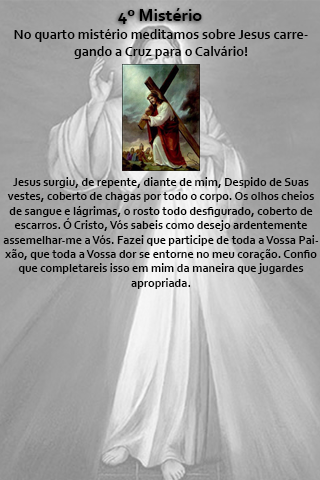 4º Mistério
No quarto mistério meditamos sobre Jesus carre-
gando a Cruz para o Calvário!
Jesus surgiu, de repente, diante de mim, Despido de Suas
vestes, coberto de chagas por todo o corpo. Os olhos cheios
de sangue e lágrimas, o rosto todo desfigurado, coberto de
escarros. Ó Cristo, Vós sabeis como desejo ardentemente
assemelhar-me a Vós. Fazei que participe de toda a Vossa Pai-
xão, que toda a Vossa dor se entorne no meu coração. Confio
que completareis isso em mim da maneira que jugardes
apropriada.